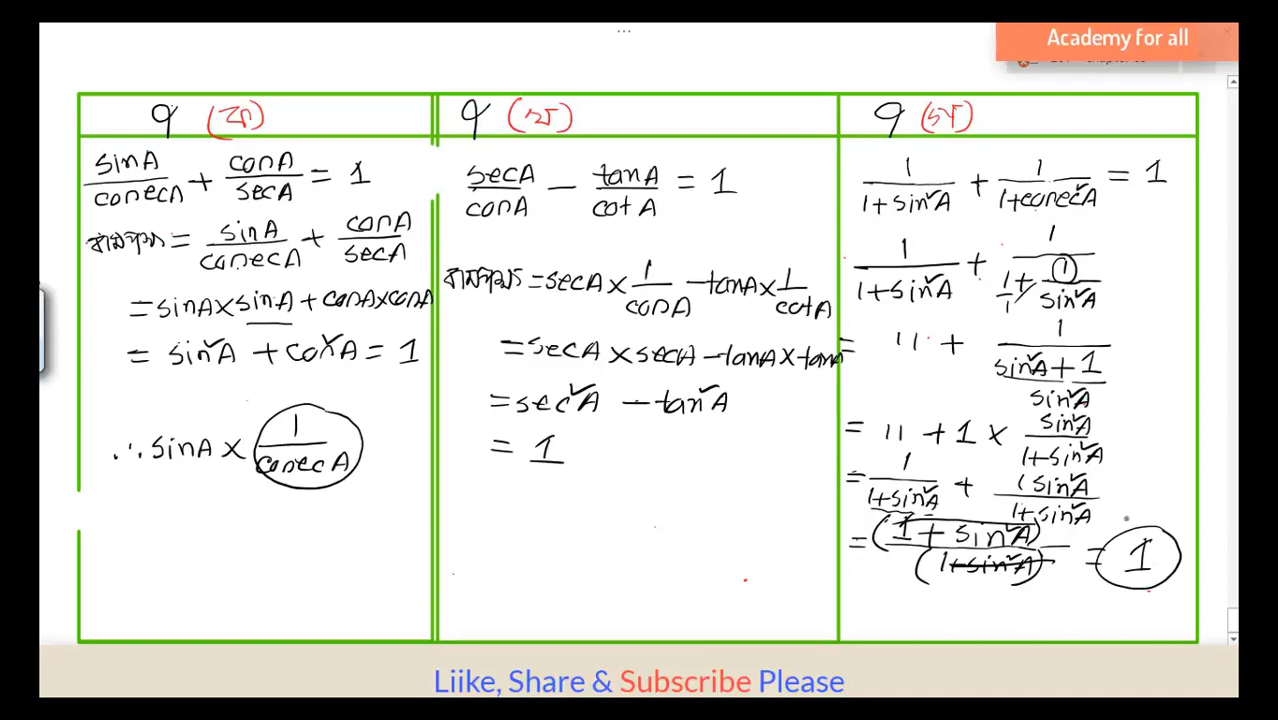 Academy for all
৭ (ক)
sinA/cosecA + cosA/secA = 1
বামপক্ষ = sinA/cosecA + cosA/secA
= sinA×sinA + cosA×cosA
= sin²A + cos²A = 1
∴ sinA × 1/cosecA
৭ (খ)
secA/cosA − tanA/cotA = 1
বামপক্ষ = secA × 1/cosA − tanA × 1/cotA
= secA × secA − tanA × tanA
= sec²A − tan²A
= 1
৭ (গ)
1/(1+sin²A) + 1/(1+cosec²A) = 1
1/(1+sin²A) + 1/(1/1 + 1/sin²A)
= " + 1/((sin²A + 1)/sin²A)
= " + 1 × sin²A/(1+sin²A)
= 1/(1+sin²A) + (sin²A/(1+sin²A)
= (1 + sin²A)/(1+sin²A) = 1
Liike, Share & Subscribe Please